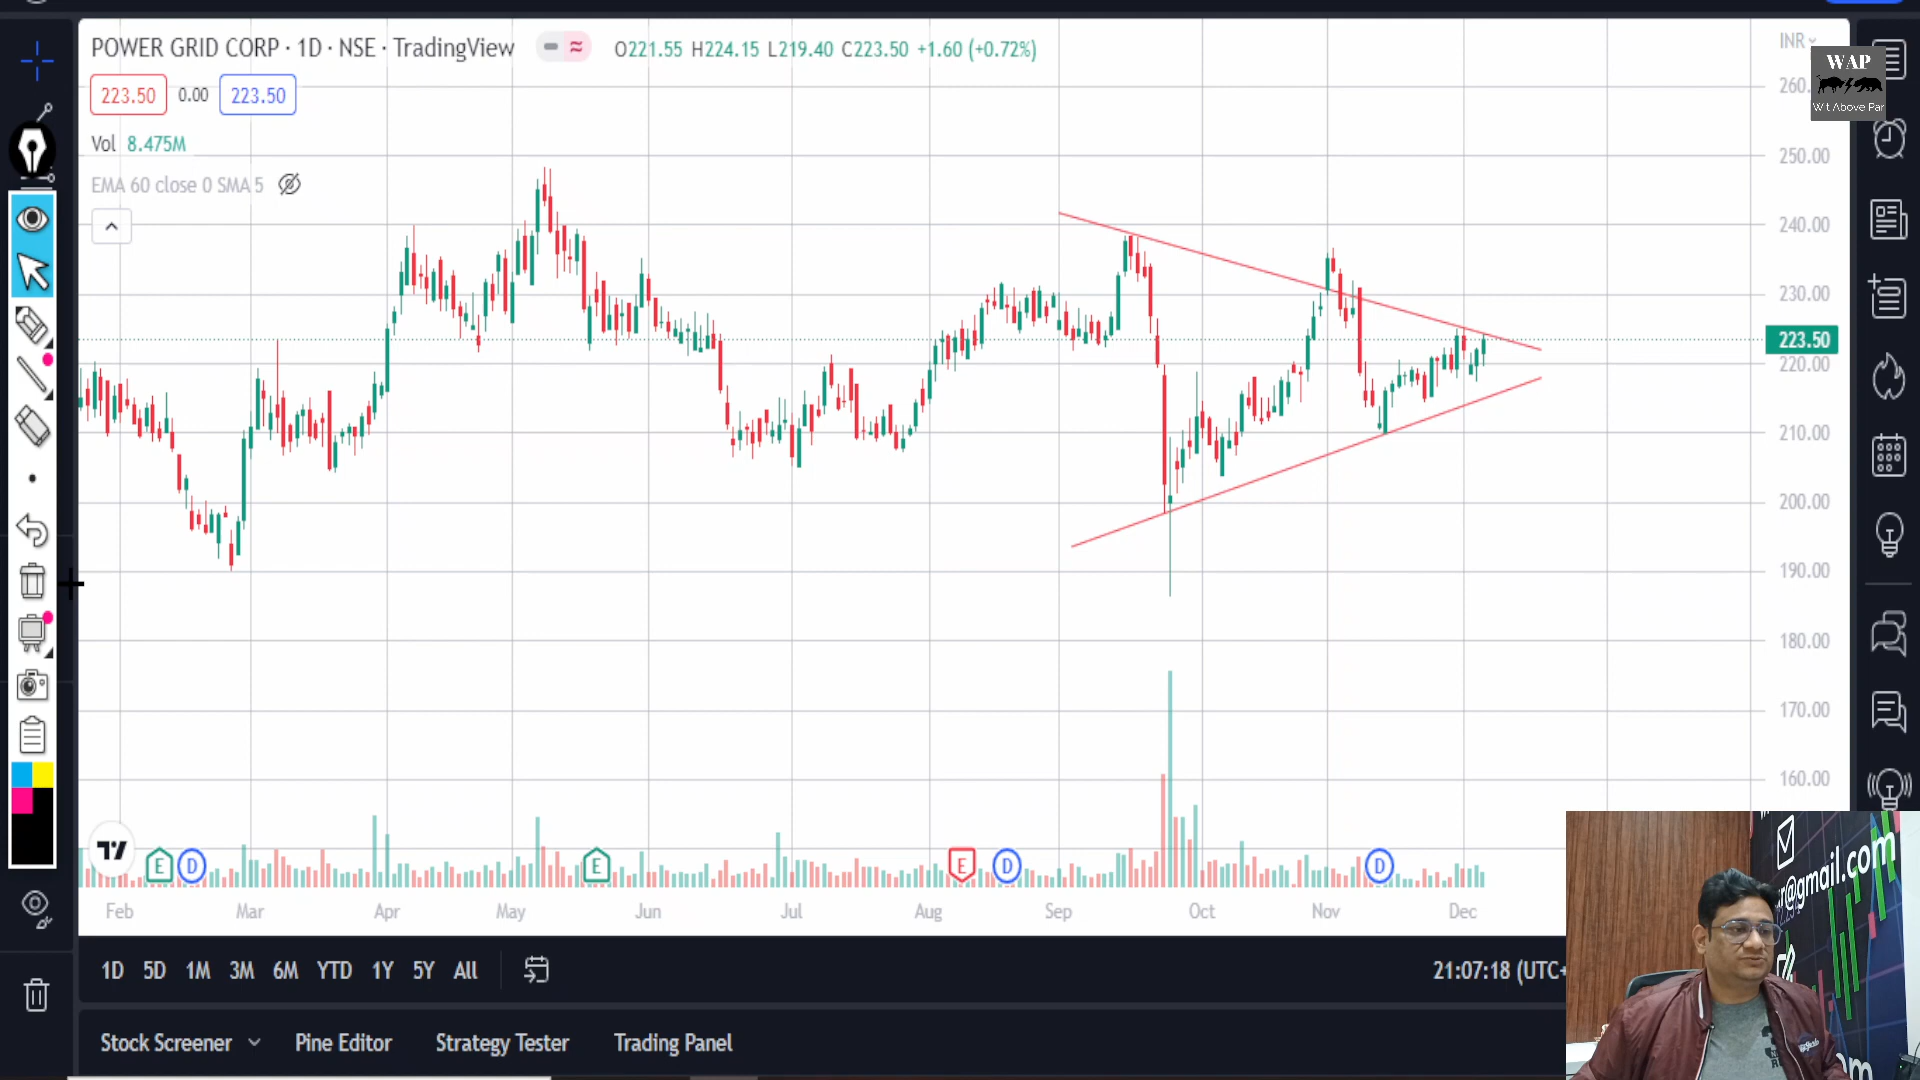 POWER GRID CORP · 1D · NSE · TradingView
O221.55 H224.15 L219.40 C223.50 +1.60 (+0.72%)
INR
WAP
223.50 0.00 223.50
Vol 8.475M
EMA 60 close 0 SMA 5
260.
250.00
240.00
230.00
223.50
220.00
210.00
200.00
190.00
180.00
170.00
160.00
E D E E D D
Feb Mar Apr May Jun Jul Aug Sep Oct Nov Dec
1D 5D 1M 3M 6M YTD 1Y 5Y All
21:07:18 (UTC+
Stock Screener Pine Editor Strategy Tester Trading Panel
r@gmail.com